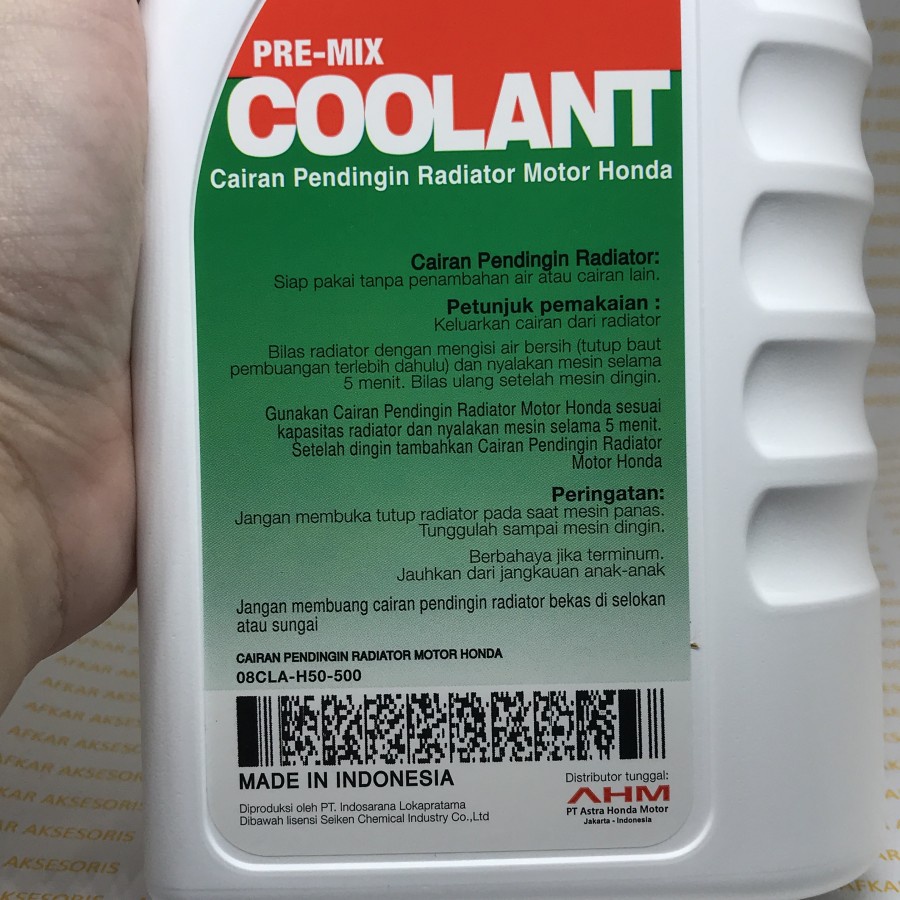 PRE-MIX
COOLANT
Cairan Pendingin Radiator Motor Honda
Cairan Pendingin Radiator:
Siap pakai tanpa penambahan air atau cairan lain.
Petunjuk pemakaian :
Keluarkan cairan dari radiator
Bilas radiator dengan mengisi air bersih (tutup baut
pembuangan terlebih dahulu) dan nyalakan mesin selama
5 menit. Bilas ulang setelah mesin dingin.
Gunakan Cairan Pendingin Radiator Motor Honda sesuai
kapasitas radiator dan nyalakan mesin selama 5 menit.
Setelah dingin tambahkan Cairan Pendingin Radiator
Motor Honda
Peringatan:
Jangan membuka tutup radiator pada saat mesin panas.
Tunggulah sampai mesin dingin.
Berbahaya jika terminum.
Jauhkan dari jangkauan anak-anak
Jangan membuang cairan pendingin radiator bekas di selokan
atau sungai
CAIRAN PENDINGIN RADIATOR MOTOR HONDA
08CLA-H50-500
MADE IN INDONESIA
Diproduksi oleh PT. Indosarana Lokapratama
Dibawah lisensi Seiken Chemical Industry Co.,Ltd
Distributor tunggal:
AHM
PT Astra Honda Motor
Jakarta - Indonesia
AFKAR AKSESORIS